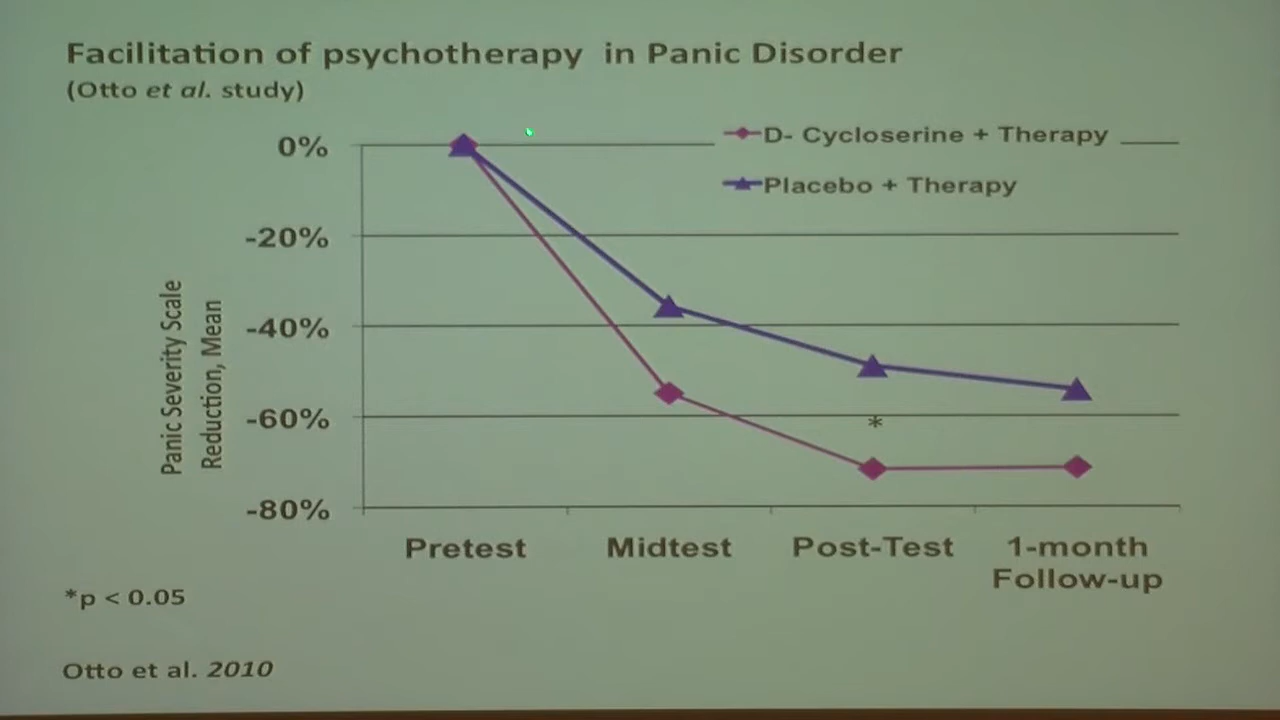 Facilitation of psychotherapy in Panic Disorder
(Otto et al. study)
D- Cycloserine + Therapy
Placebo + Therapy
0%
-20%
-40%
-60%
-80%
Panic Severity Scale
Reduction, Mean
*
Pretest
Midtest
Post-Test
1-month
Follow-up
*p < 0.05
Otto et al. 2010